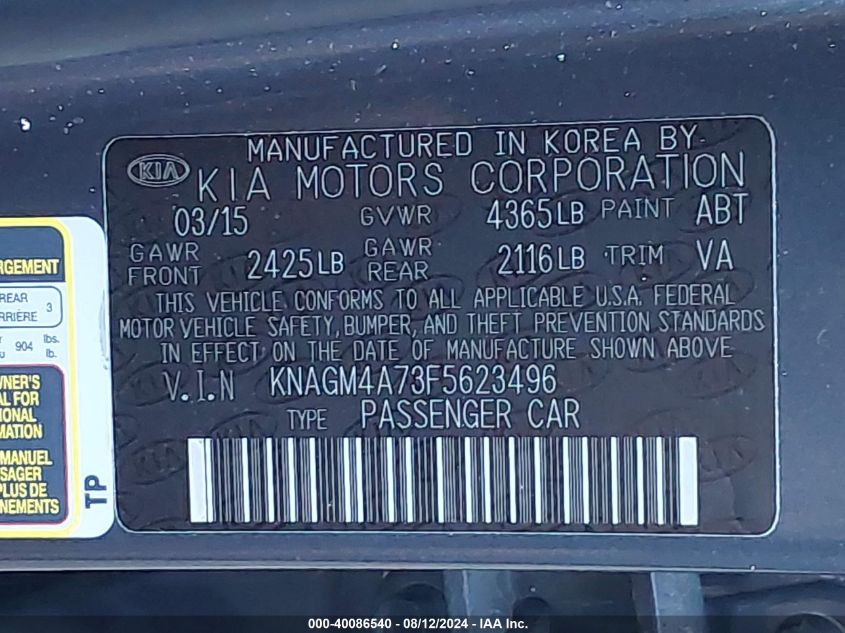 MANUFACTURED IN KOREA BY
KIA
KIA MOTORS CORPORATION
03/15 GVWR 4365LB PAINT ABT
GAWR FRONT 2425LB GAWR REAR 2116LB TRIM VA
THIS VEHICLE CONFORMS TO ALL APPLICABLE U.S.A. FEDERAL
MOTOR VEHICLE SAFETY, BUMPER, AND THEFT PREVENTION STANDARDS
IN EFFECT ON THE DATE OF MANUFACTURE SHOWN ABOVE.
V.I.N KNAGM4A73F5623496
TYPE PASSENGER CAR
RGEMENT
REAR 3
RRIÈRE
904 lbs.
lb.
WNER'S
AL FOR
IONAL
MATION
MANUEL
SAGER
PLUS DE
NEMENTS
TP
000-40086540 - 08/12/2024 - IAA Inc.